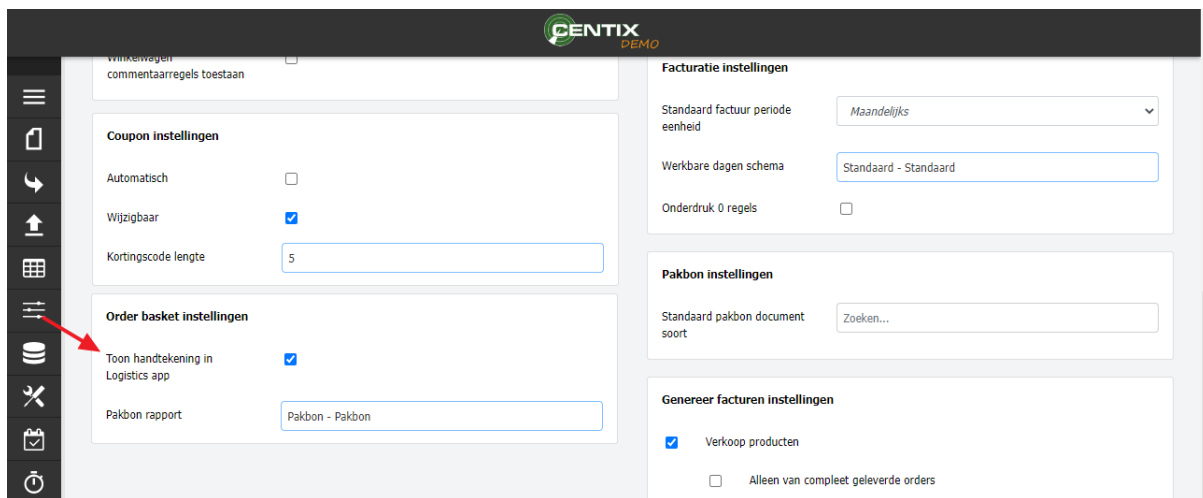 CENTIX
DEMO
Winkelwagen
commentaarregels toestaan
Coupon instellingen
Automatisch
Wijzigbaar
Kortingscode lengte
5
Order basket instellingen
Toon handtekening in
Logistics app
Pakbon rapport
Pakbon - Pakbon
Facturatie instellingen
Standaard factuur periode
eenheid
Maandelijks
Werkbare dagen schema
Standaard - Standaard
Onderdruk 0 regels
Pakbon instellingen
Standaard pakbon document
soort
Zoeken...
Genereer facturen instellingen
Verkoop producten
Alleen van compleet geleverde orders